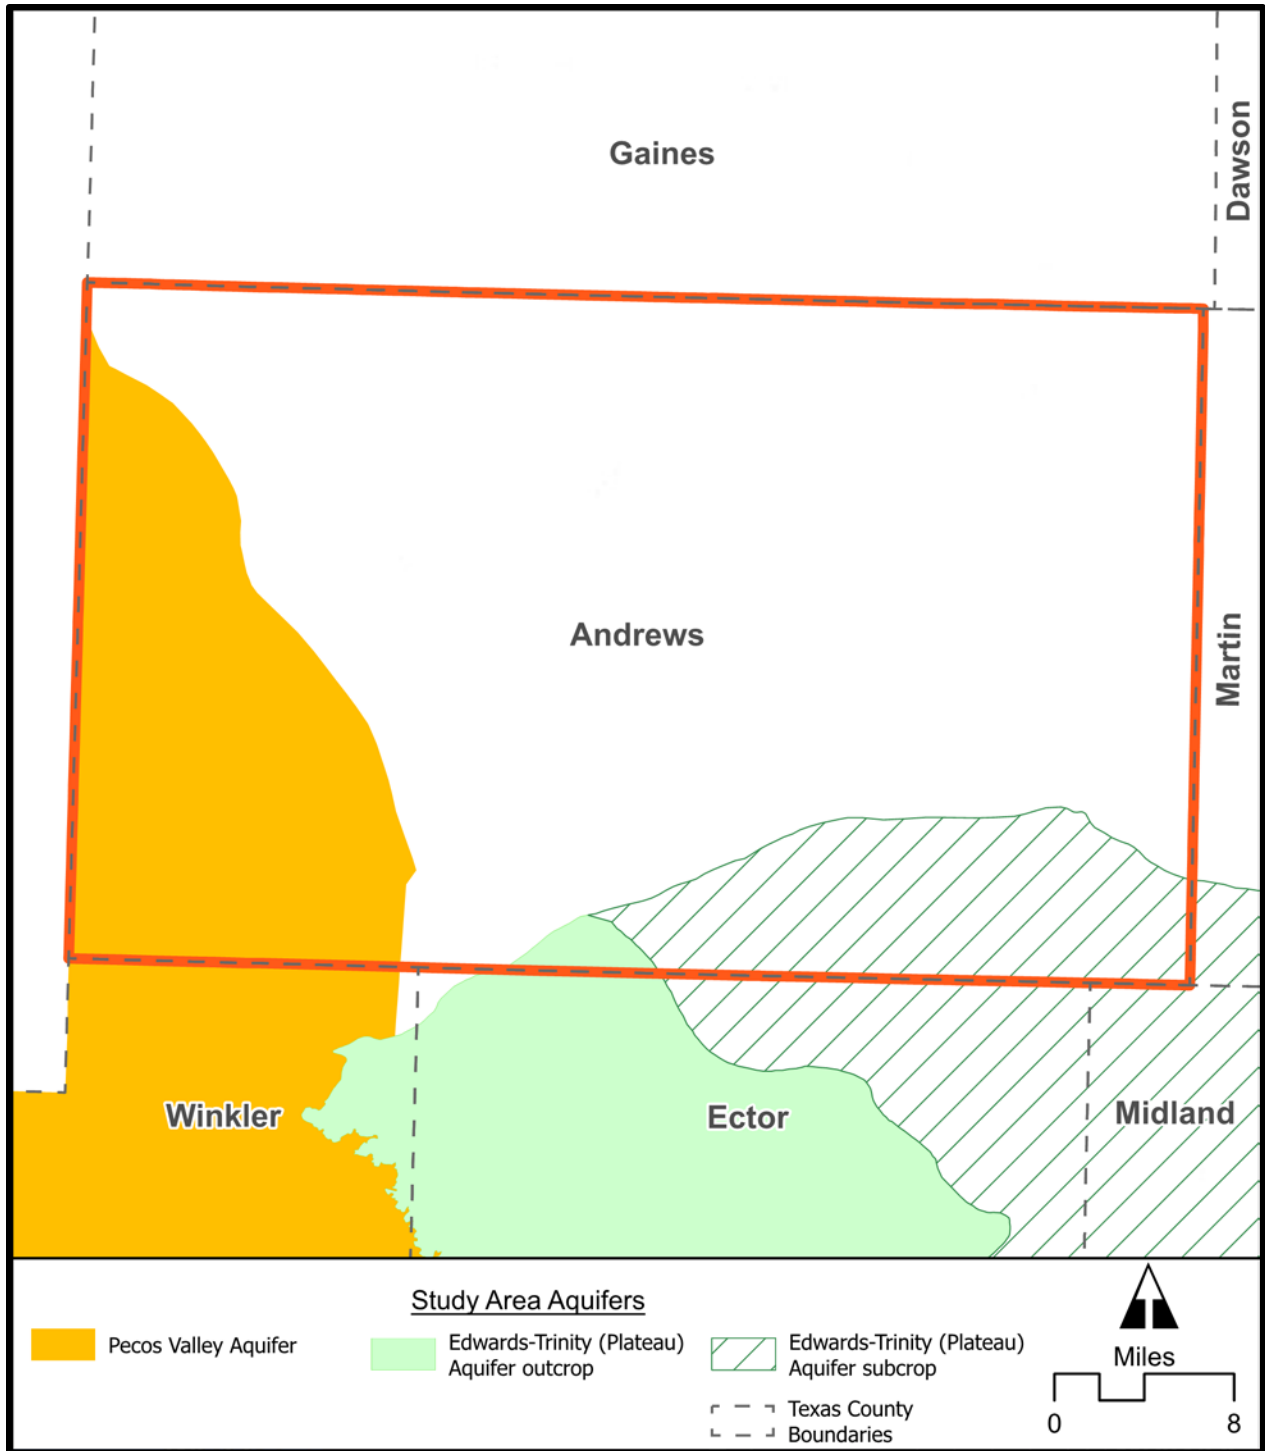 Gaines
Dawson
Andrews
Martin
Winkler
Ector
Midland
Study Area Aquifers
Pecos Valley Aquifer
Edwards-Trinity (Plateau)
Aquifer outcrop
Edwards-Trinity (Plateau)
Aquifer subcrop
Texas County
Boundaries
Miles
0 8